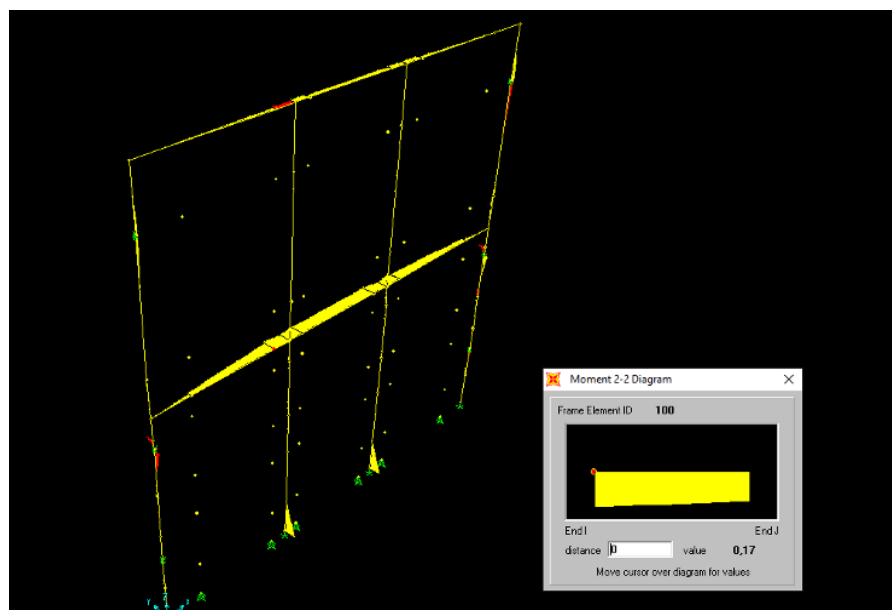 Moment 2-2 Diagram
Frame Element ID 100
End I End J
distance 0 value 0,17
Move cursor over diagram for values